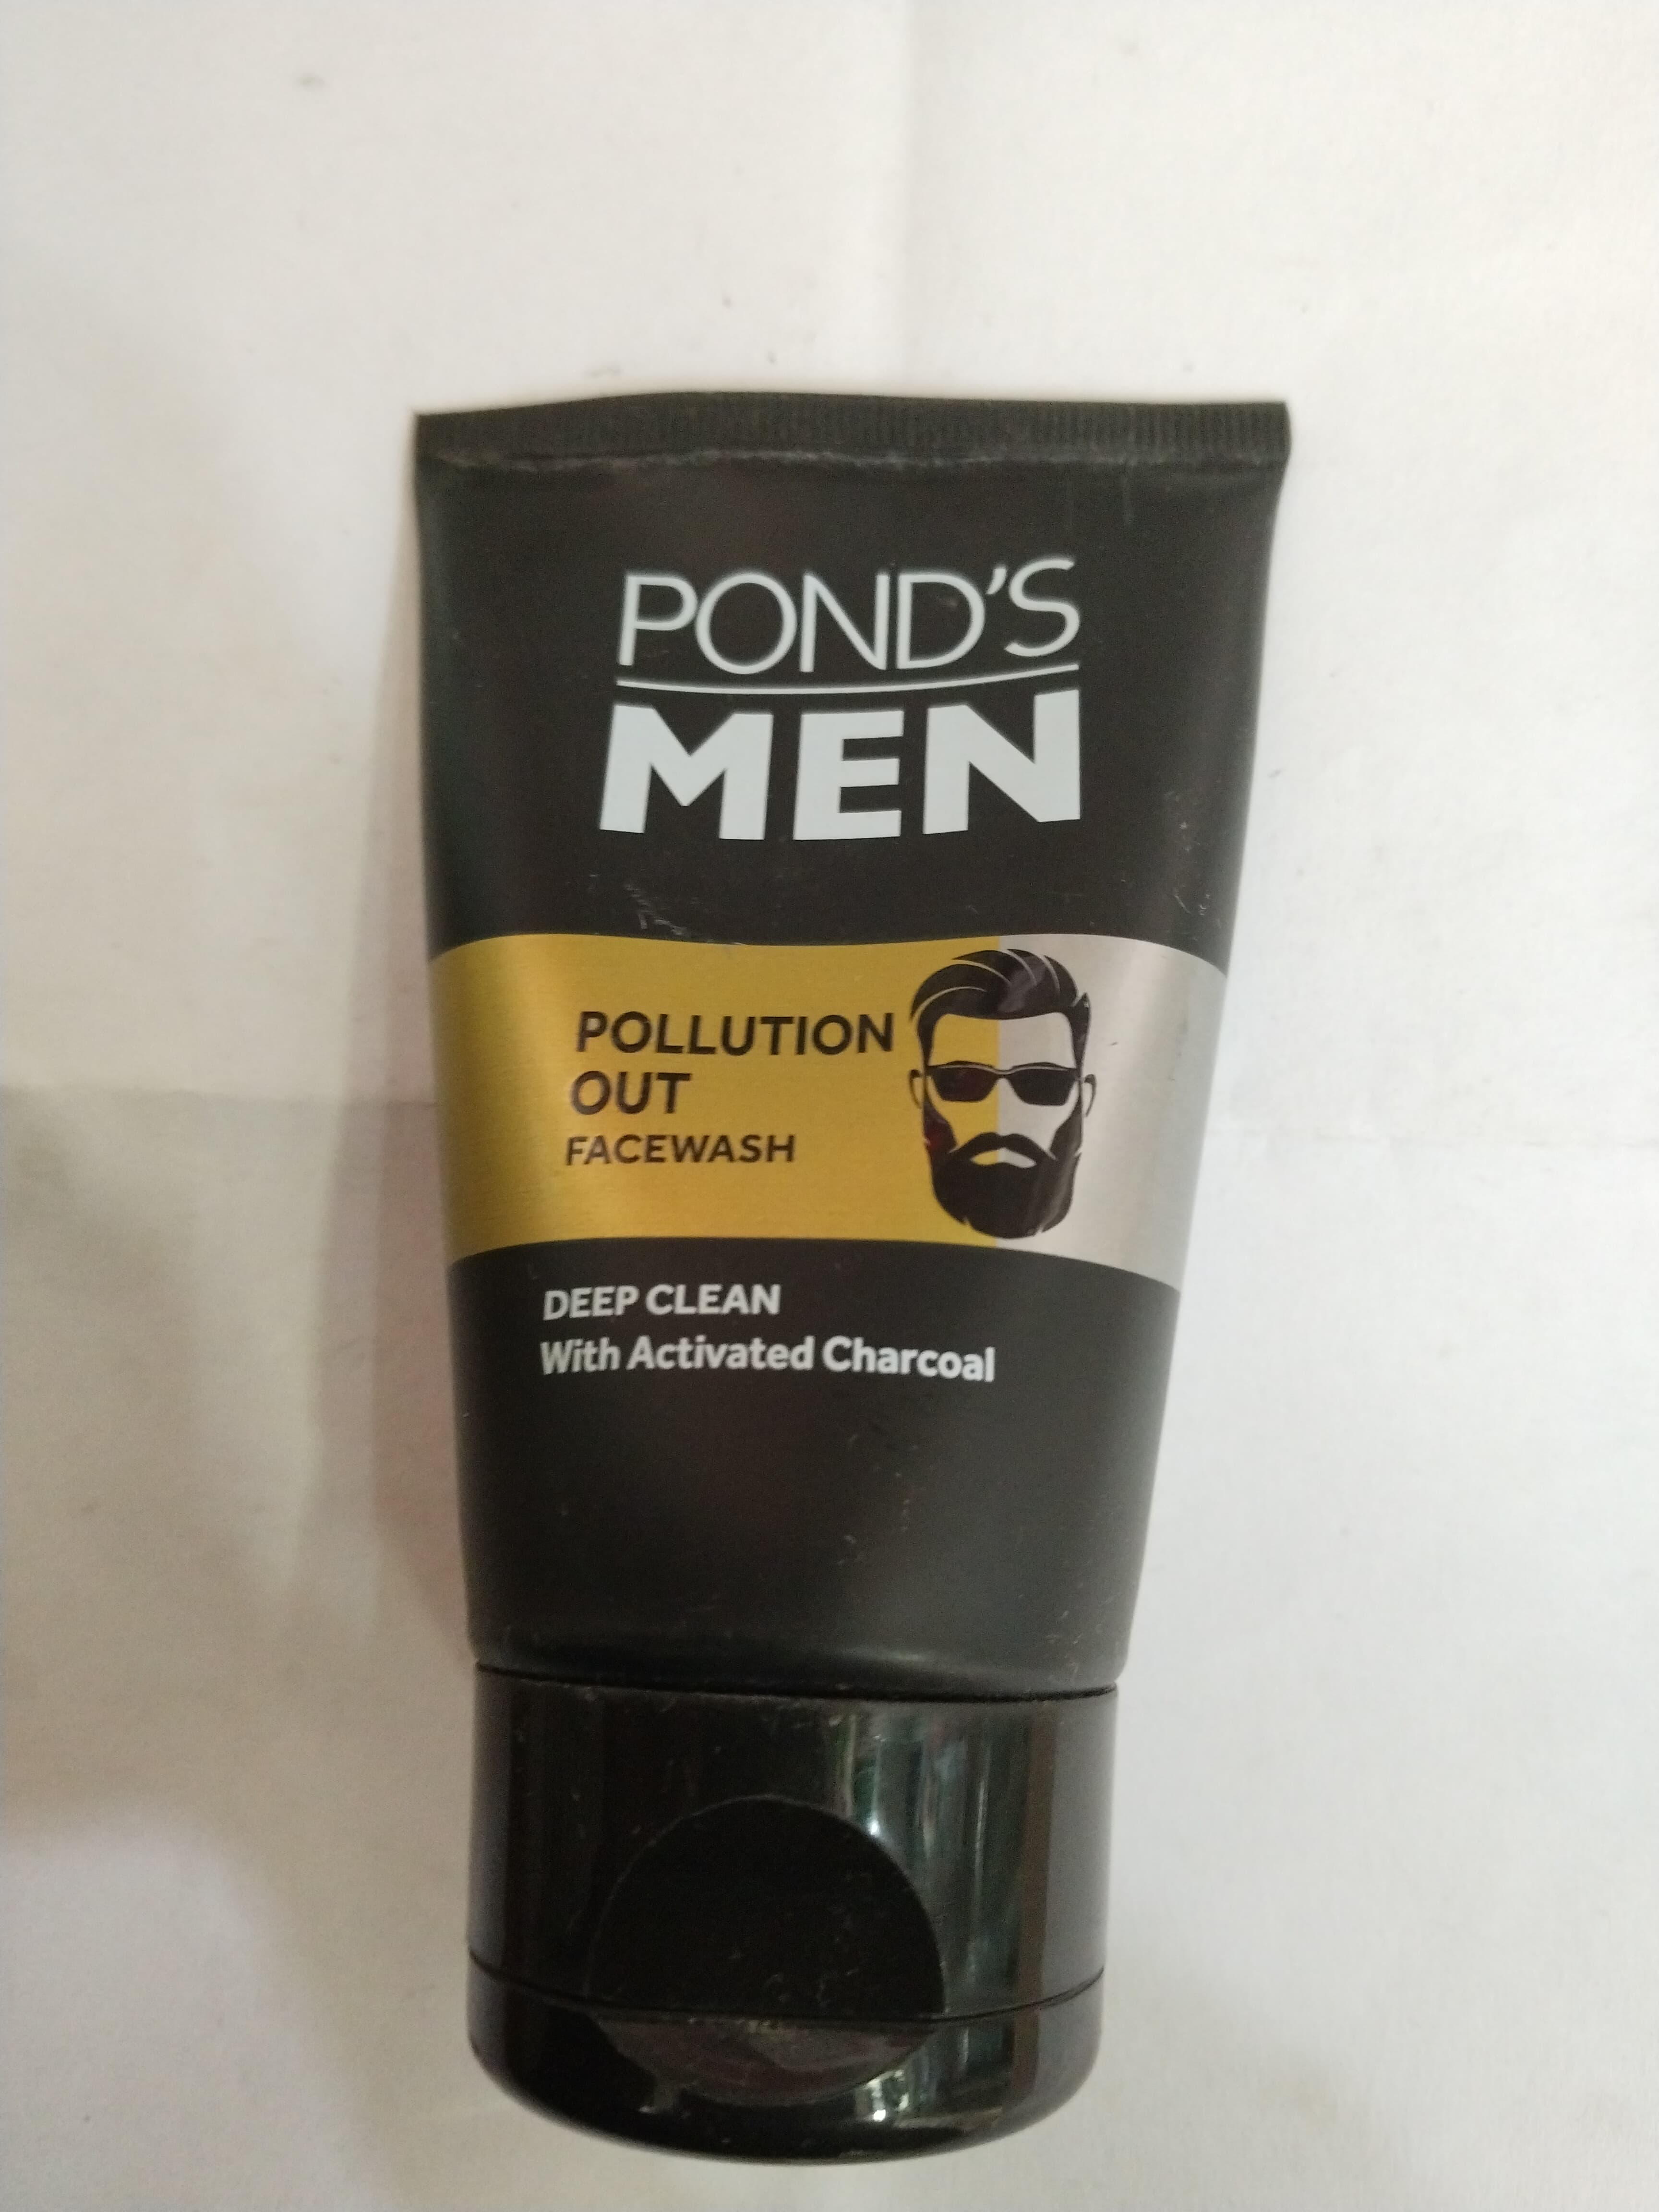 POND'S
MEN
POLLUTION
OUT
FACEWASH
DEEP CLEAN
With Activated Charcoal